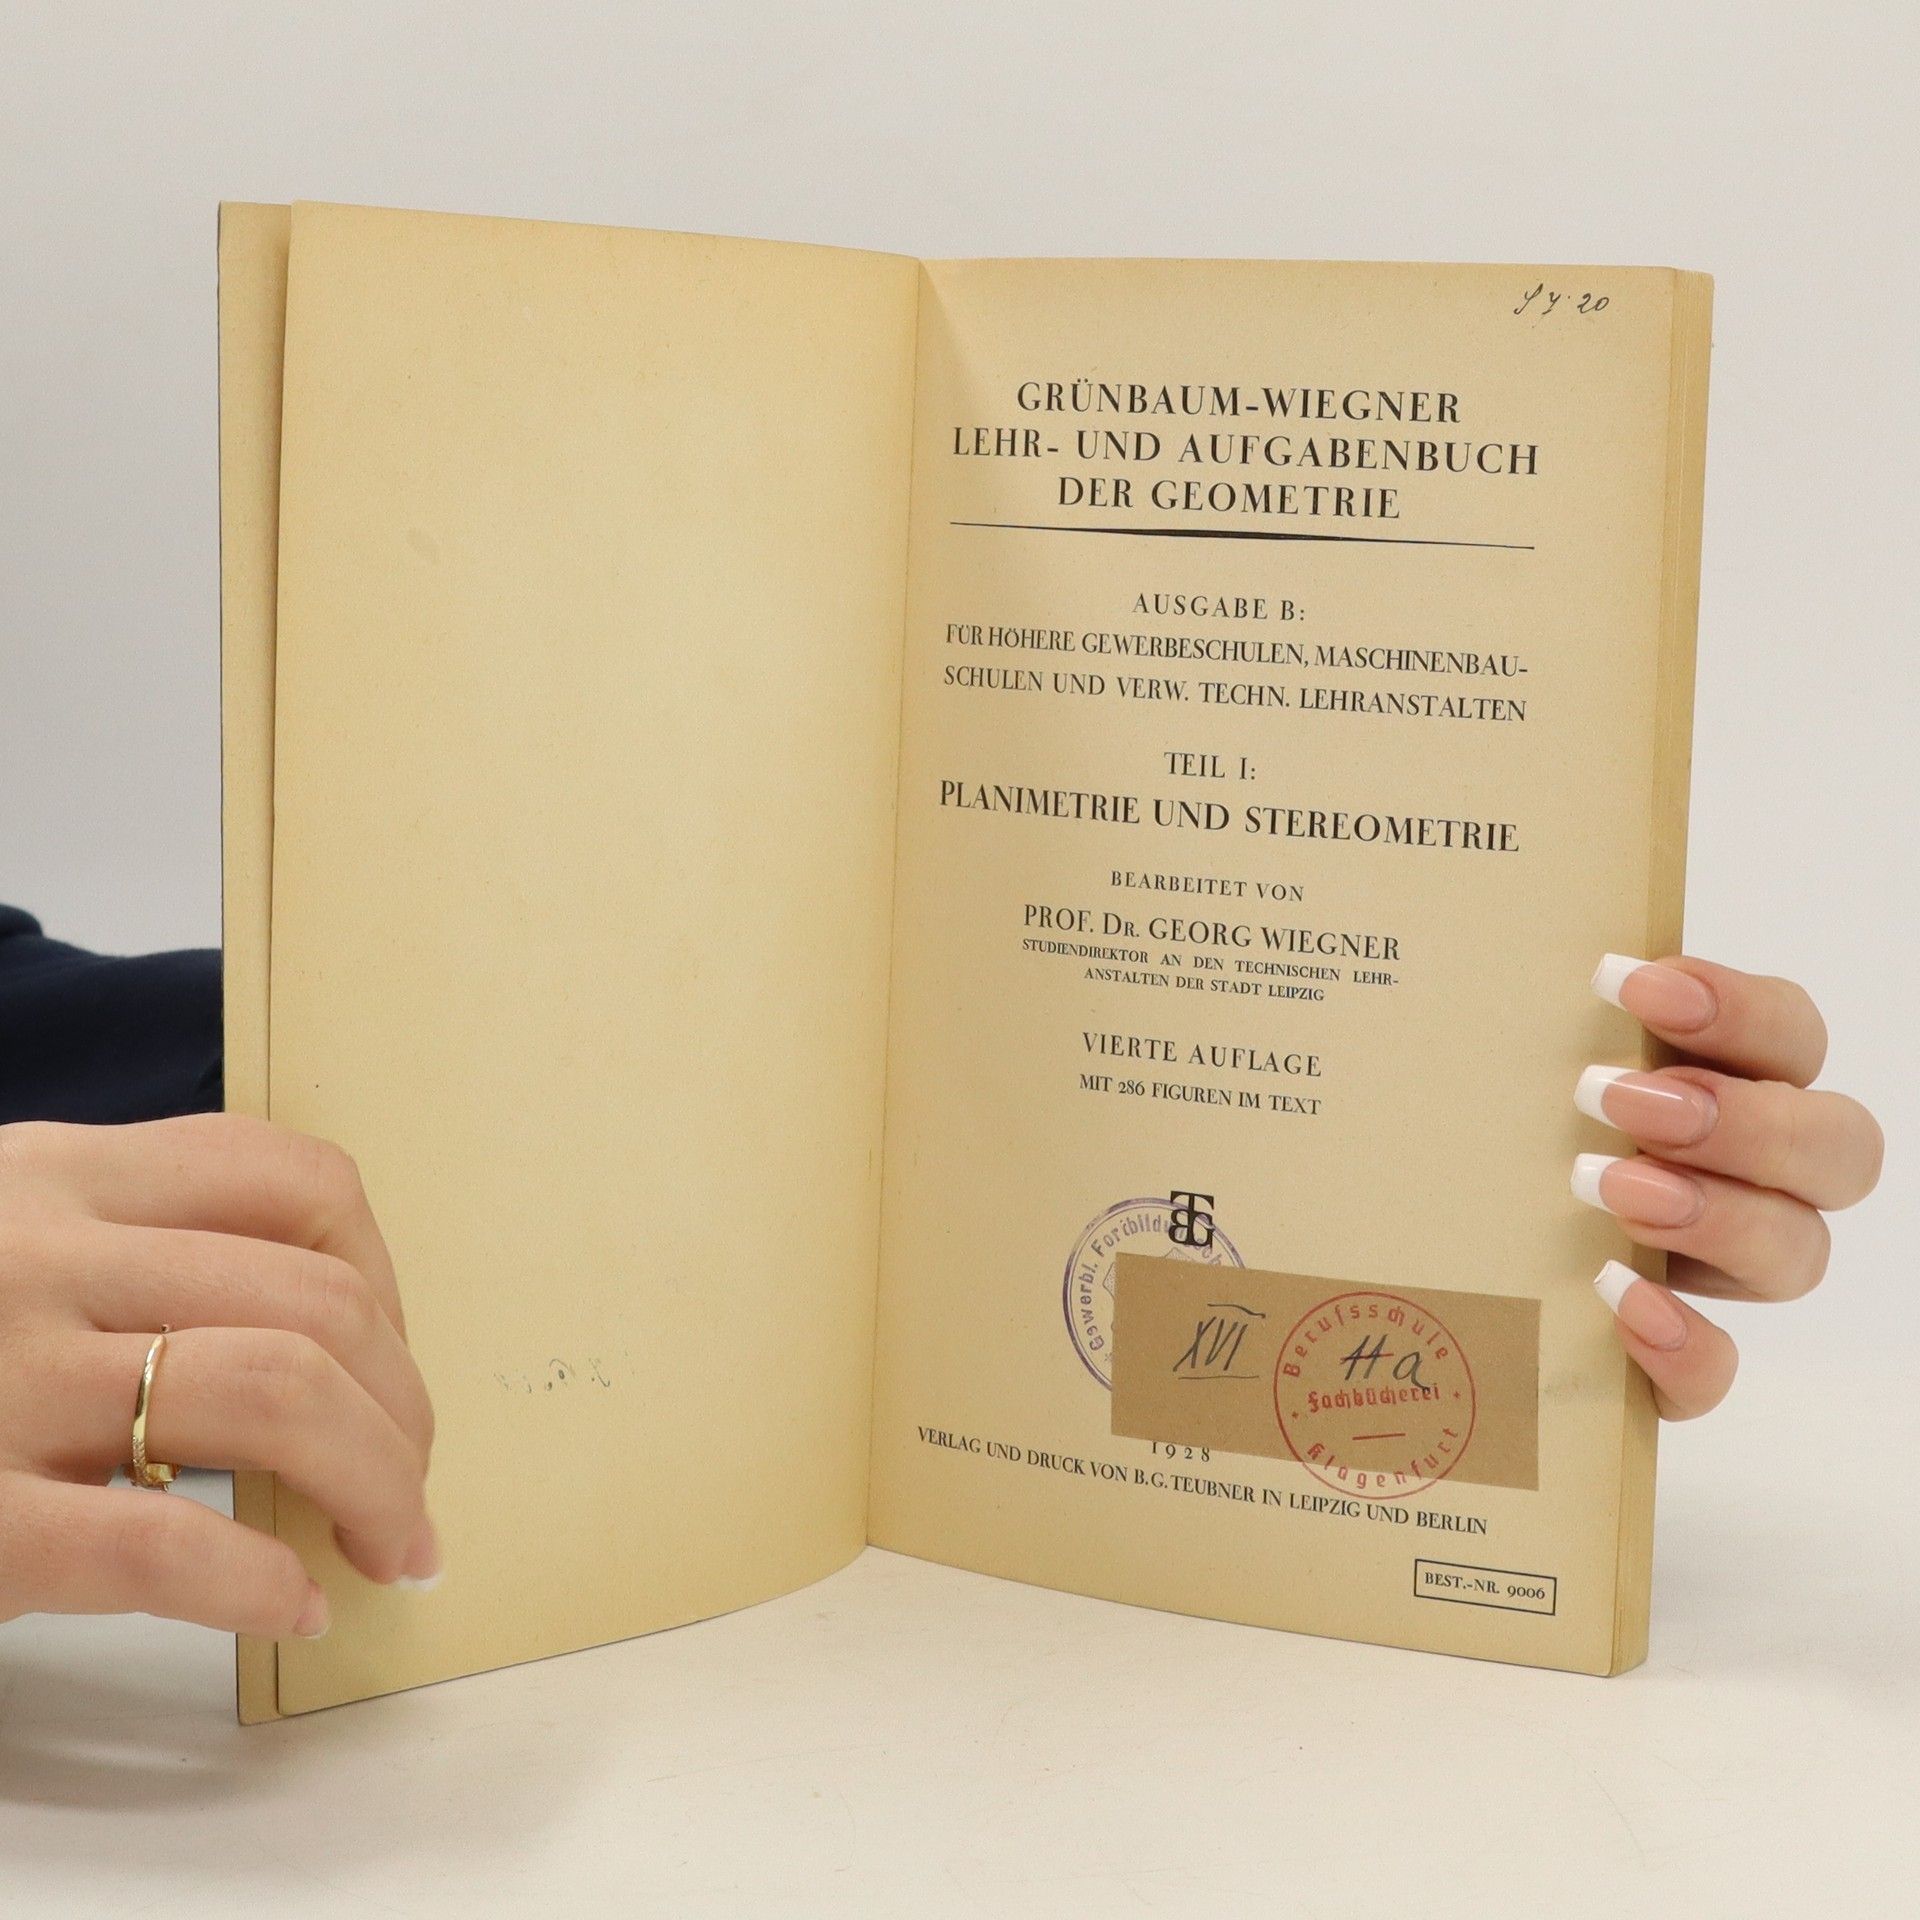 GRÜNBAUM-WIEGNER
LEHR- UND AUFGABENBUCH
DER GEOMETRIE
AUSGABE B:
FÜR HÖHERE GEWERBESCHULEN, MASCHINENBAU-
SCHULEN UND VERW. TECHN. LEHRANSTALTEN
TEIL I:
PLANIMETRIE UND STEREOMETRIE
BEARBEITET VON
PROF. DR. GEORG WIEGNER
STUDIENDIREKTOR AN DEN TECHNISCHEN LEHR-
ANSTALTEN DER STADT LEIPZIG
VIERTE AUFLAGE
MIT 286 FIGUREN IM TEXT
Gewerbl.
XVI
Berufsschule
11a
Fachbücherei
Klagenfurt
1928
VERLAG UND DRUCK VON B.G. TEUBNER IN LEIPZIG UND BERLIN
BEST.-NR. 9006